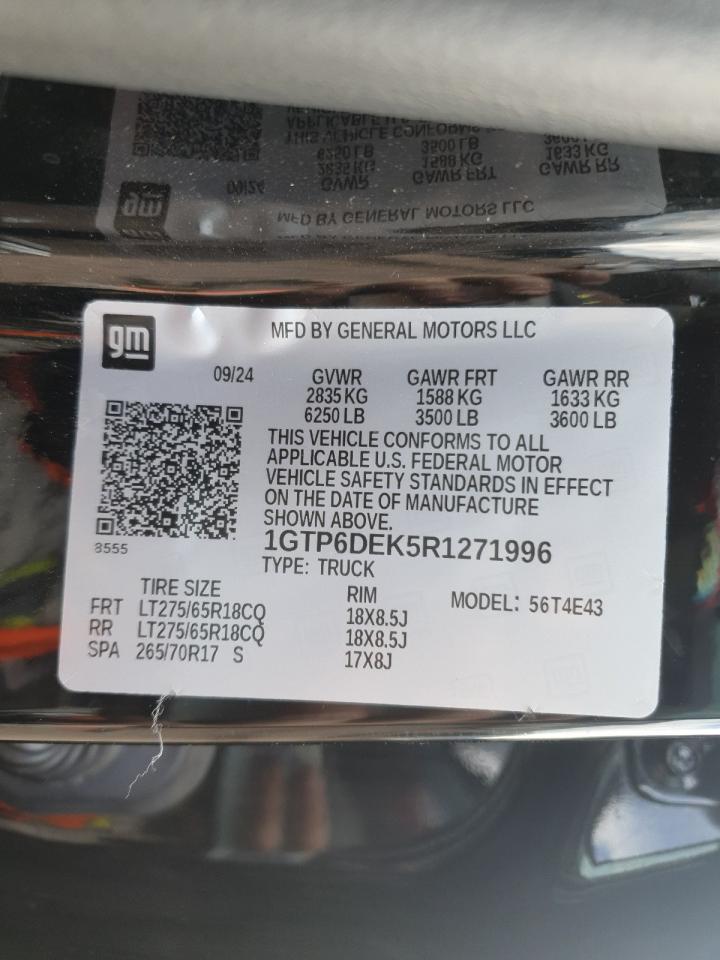 gm
MFD BY GENERAL MOTORS LLC
09/24
GVWR GAWR FRT GAWR RR
2835 KG 1588 KG 1633 KG
6250 LB 3500 LB 3600 LB
THIS VEHICLE CONFORMS TO ALL
APPLICABLE U.S. FEDERAL MOTOR
VEHICLE SAFETY STANDARDS IN EFFECT
ON THE DATE OF MANUFACTURE
SHOWN ABOVE.
8555
1GTP6DEK5R1271996
TYPE: TRUCK
TIRE SIZE RIM MODEL: 56T4E43
FRT LT275/65R18CQ 18X8.5J
RR LT275/65R18CQ 18X8.5J
SPA 265/70R17 S 17X8J